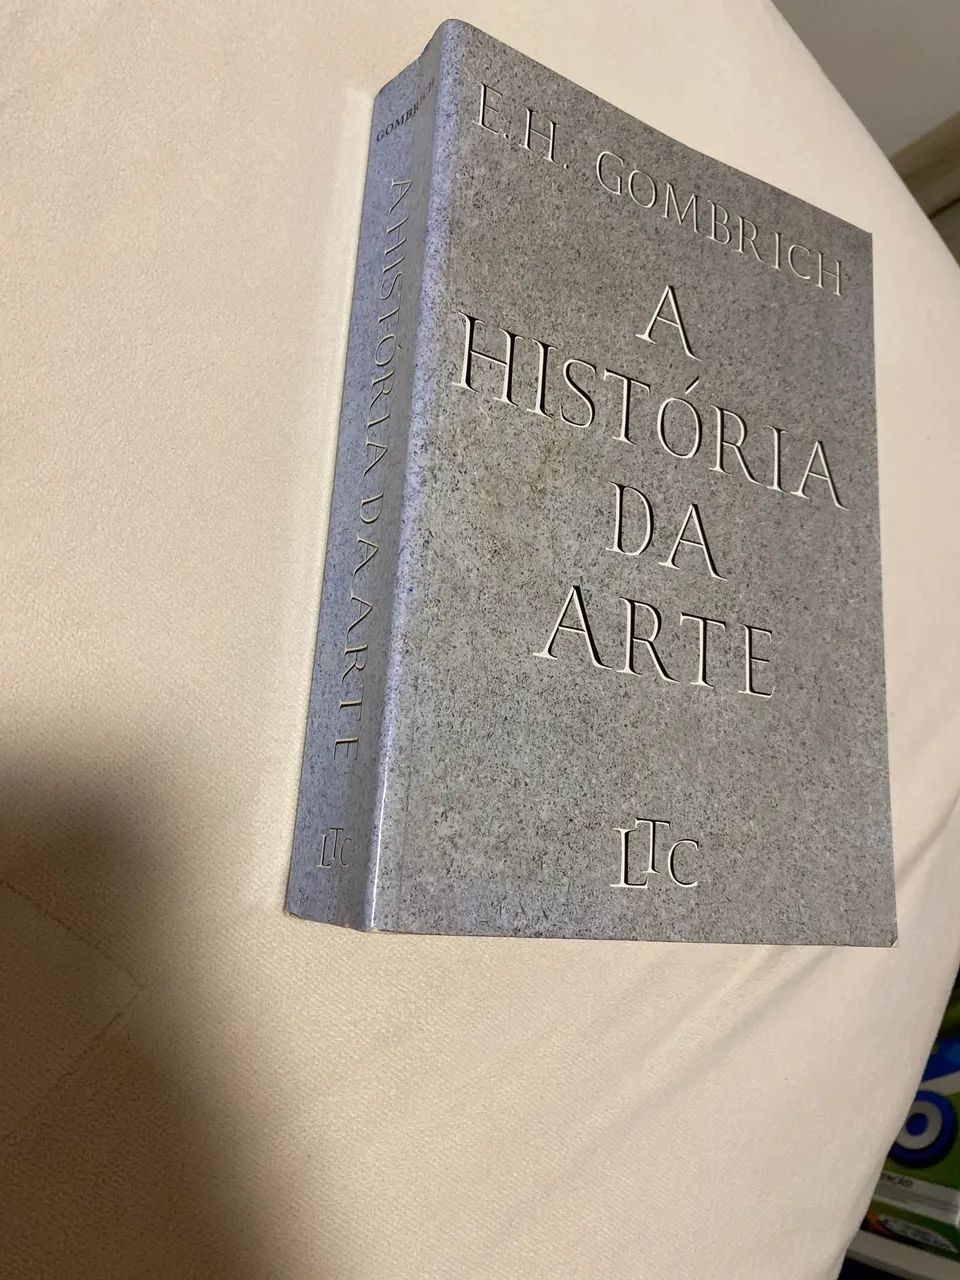 GOMBRICH
A HISTÓRIA DA ARTE
LTC
E.H. GOMBRICH
A
HISTÓRIA
DA
ARTE
LTC